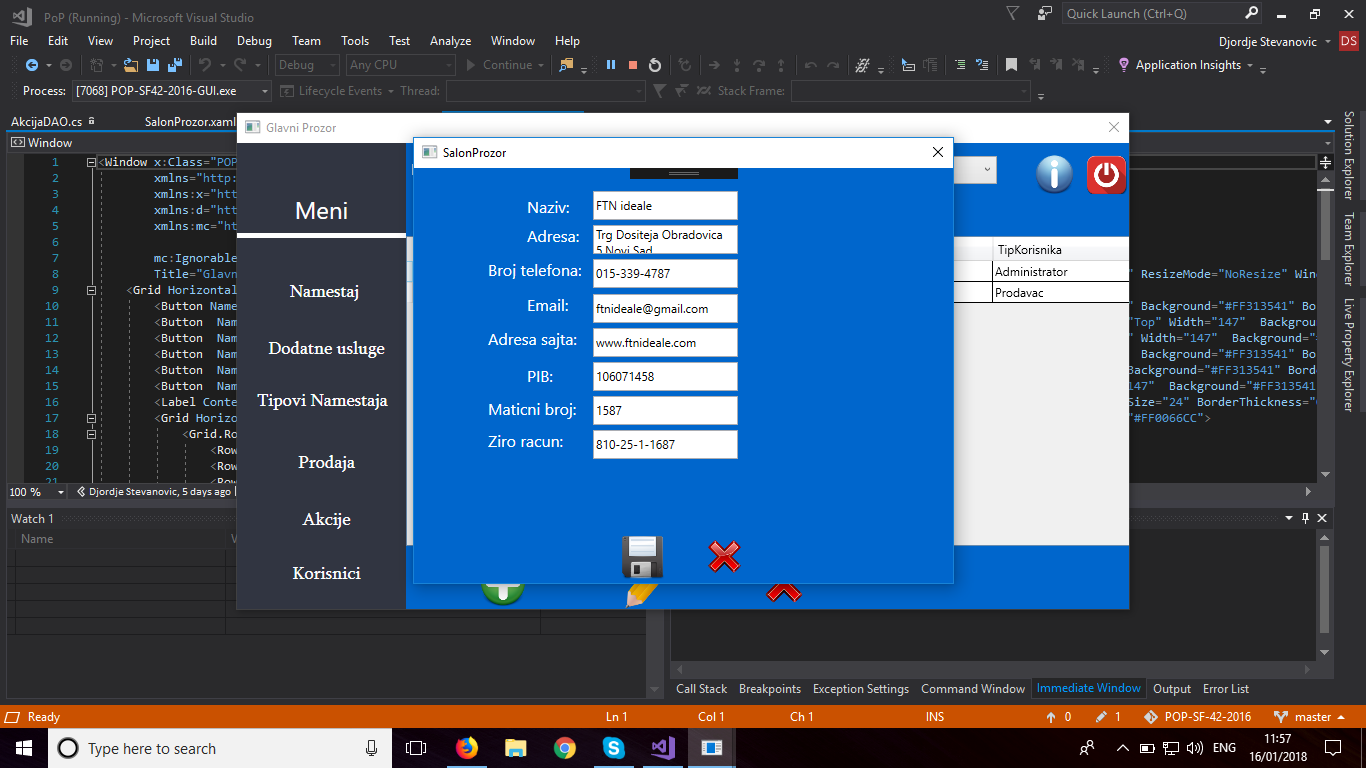 PoP (Running) - Microsoft Visual Studio
Quick Launch (Ctrl+Q)
File Edit View Project Build Debug Team Tools Test Analyze Window Help
Djordje Stevanovic DS
Debug Any CPU Continue Application Insights
Process: [7068] POP-SF42-2016-GUI.exe Lifecycle Events Thread: Stack Frame:
AkcijaDAO.cs SalonProzor.xaml
Glavni Prozor
Window
SalonProzor
1 <Window x:Class="POP
2 xmlns="http:
3 xmlns:x="htt
4 xmlns:d="htt
5 xmlns:mc="ht
6
7 mc:Ignorable
8 Title="Glavn
" ResizeMode="NoResize" Win
9 <Grid Horizontal
10 <Button Name
" Background="#FF313541" Bo
11 <Button Nam
"Top" Width="147" Backgrou
12 <Button Nam
" Width="147" Background=
13 <Button Nam
Background="#FF313541" Bo
14 <Button Nam
Background="#FF313541" Bord
15 <Button Nam
147" Background="#FF31354
16 <Label Conte
Size="24" BorderThickness="
17 <Grid Horizo
"#FF0066CC">
18 <Grid.Ro
19 <Row
20 <Row
21 <Row
Meni
Namestaj
Dodatne usluge
Tipovi Namestaja
Prodaja
Akcije
Korisnici
Naziv: FTN ideale
Adresa: Trg Dositeja Obradovica
5 Novi Sad
Broj telefona: 015-339-4787
Email: ftnideale@gmail.com
Adresa sajta: www.ftnideale.com
PIB: 106071458
Maticni broj: 1587
Ziro racun: 810-25-1-1687
TipKorisnika
Administrator
Prodavac
Solution Explorer
Team Explorer
Live Property Explorer
100 % Djordje Stevanovic, 5 days ago
Watch 1
Name
Call Stack Breakpoints Exception Settings Command Window Immediate Window Output Error List
Ready Ln 1 Col 1 Ch 1 INS 0 1 POP-SF-42-2016 master
Type here to search
ENG
11:57
16/01/2018